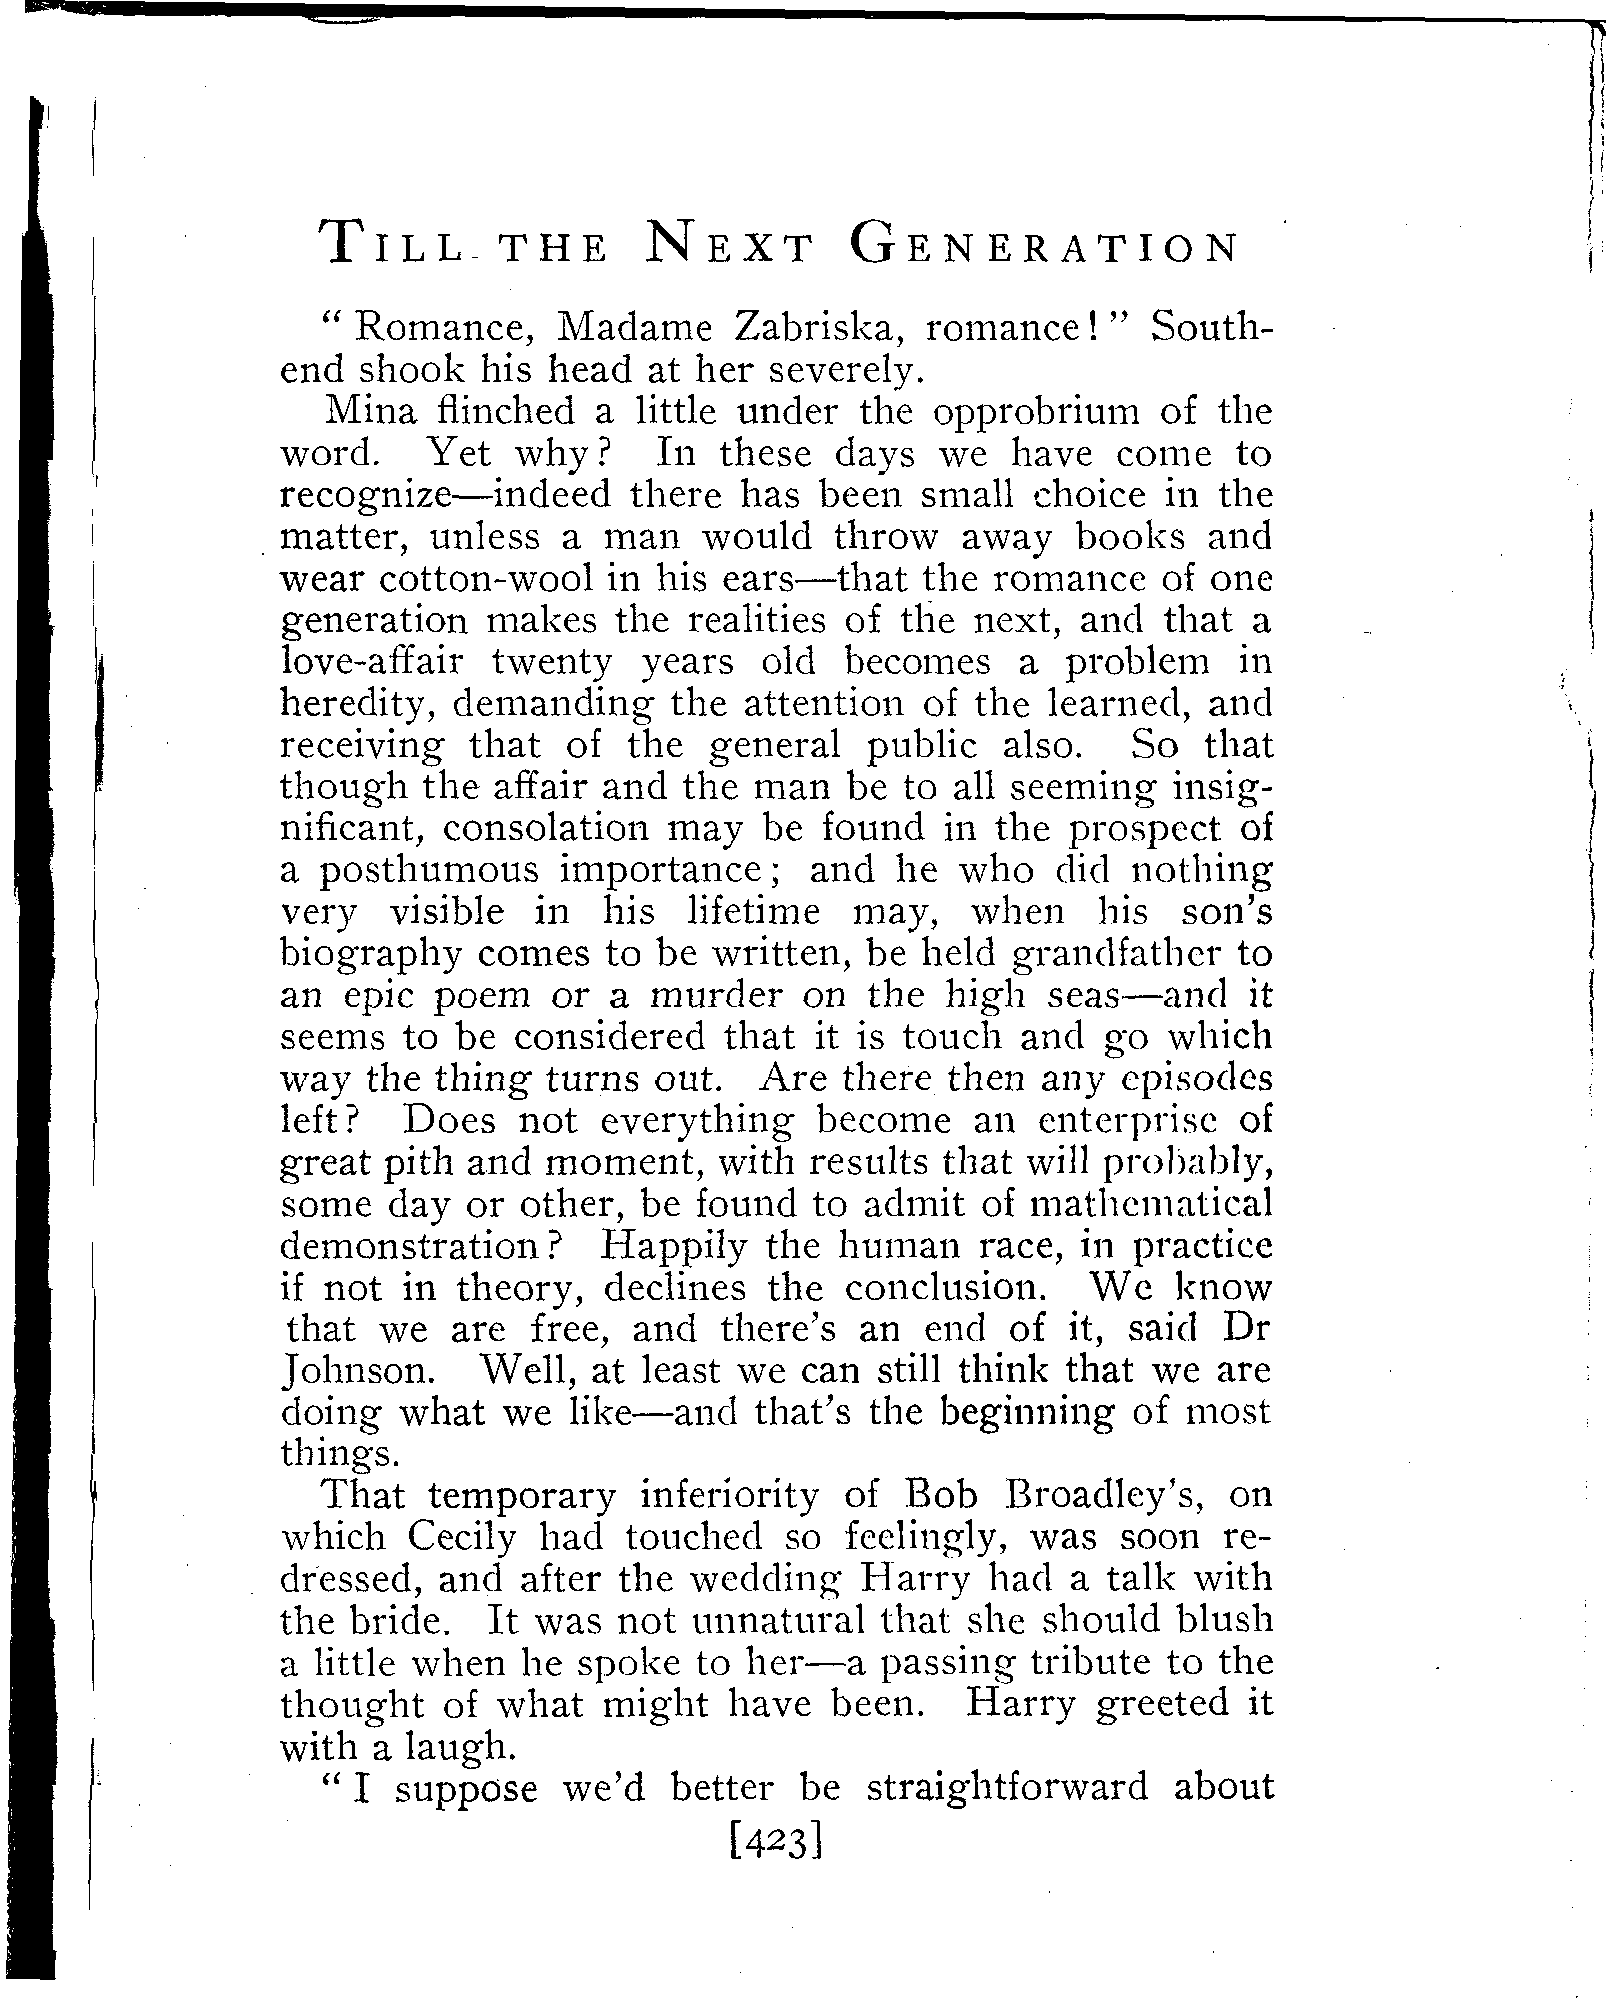 TILL THE NEXT GENERATION
“ Romance, Madame Zabriska, romance! ” South-
end shook his head at her severely.
Mina flinched a little under the opprobrium of the
word. Yet why? In these days we have come to
recognize—indeed there has been small choice in the
matter, unless a man would throw away books and
wear cotton-wool in his ears—that the romance of one
generation makes the realities of the next, and that a
love-affair twenty years old becomes a problem in
heredity, demanding the attention of the learned, and
receiving that of the general public also. So that
though the affair and the man be to all seeming insig-
nificant, consolation may be found in the prospect of
a posthumous importance; and he who did nothing
very visible in his lifetime may, when his son's
biography comes to be written, be held grandfather to
an epic poem or a murder on the high seas—and it
seems to be considered that it is touch and go which
way the thing turns out. Are there then any episodes
left? Does not everything become an enterprise of
great pith and moment, with results that will probably,
some day or other, be found to admit of mathematical
demonstration? Happily the human race, in practice
if not in theory, declines the conclusion. We know
that we are free, and there's an end of it, said Dr
Johnson. Well, at least we can still think that we are
doing what we like—and that's the beginning of most
things.
That temporary inferiority of Bob Broadley's, on
which Cecily had touched so feelingly, was soon re-
dressed, and after the wedding Harry had a talk with
the bride. It was not unnatural that she should blush
a little when he spoke to her—a passing tribute to the
thought of what might have been. Harry greeted it
with a laugh.
“ I suppose we'd better be straightforward about
[423]